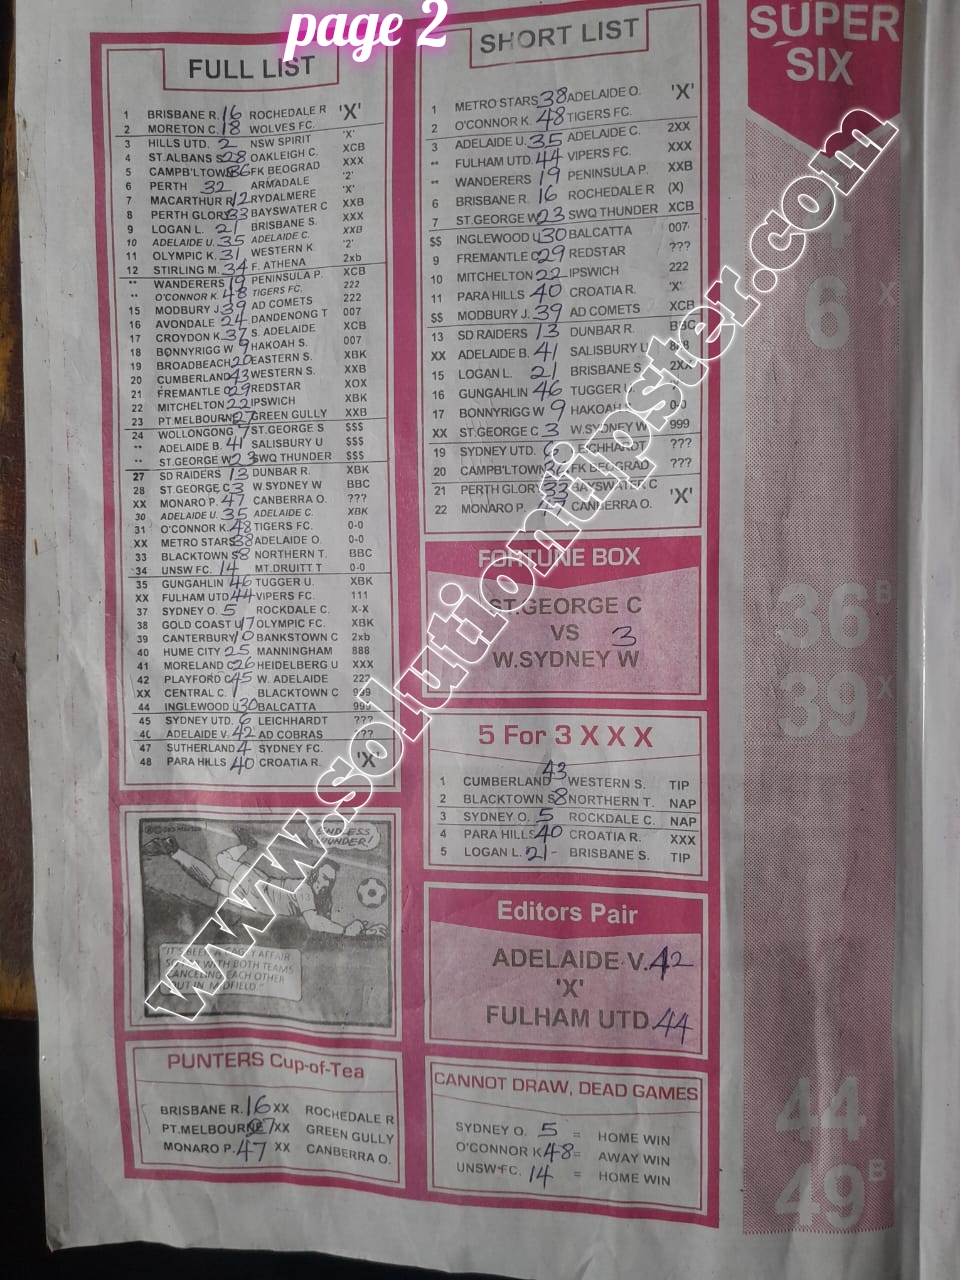 page 2
FULL LIST
1 BRISBANE R. 16 ROCHEDALE R 'X'
2 MORETON C. 18 WOLVES FC.
3 HILLS UTD. 2 NSW SPIRIT 'X'
4 ST.ALBANS S 28 OAKLEIGH C. XCB
5 CAMPB'LTOWN 36 FK BEOGRAD XXX
6 PERTH 32 ARMADALE '2'
7 MACARTHUR R 12 RYDALMERE 'X'
8 PERTH GLORY 33 BAYSWATER C XXB
9 LOGAN L. 21 BRISBANE S. XXX
10 ADELAIDE U. 35 ADELAIDE C. XXB
11 OLYMPIC K. 31 WESTERN K. '2'
12 STIRLING M. 34 F. ATHENA 2xb
** WANDERERS 19 PENINSULA P. XCB
** O'CONNOR K. 48 TIGERS FC. 222
15 MODBURY J. 39 AD COMETS 222
16 AVONDALE 24 DANDENONG T 007
17 CROYDON K. 37 S. ADELAIDE XCB
18 BONNYRIGG W 9 HAKOAH S. 007
19 BROADBEACH 20 EASTERN S. XBK
20 CUMBERLAND 43 WESTERN S. XXB
21 FREMANTLE C 29 REDSTAR XOX
22 MITCHELTON 22 IPSWICH XBK
23 PT.MELBOURNE 27 GREEN GULLY XXB
24 WOLLONGONG 7 ST.GEORGE S $$$
** ADELAIDE B. 41 SALISBURY U $$$
** ST.GEORGE W 23 SWQ THUNDER $$$
27 SD RAIDERS 13 DUNBAR R. XBK
28 ST.GEORGE C 3 W.SYDNEY W BBC
XX MONARO P. 47 CANBERRA O. ???
30 ADELAIDE U. 35 ADELAIDE C. XBK
31 O'CONNOR K. 48 TIGERS FC. 0-0
XX METRO STARS 38 ADELAIDE O. 0-0
33 BLACKTOWN S 8 NORTHERN T. BBC
34 UNSW FC. 14 MT.DRUITT T 0-0
35 GUNGAHLIN 46 TUGGER U. XBK
XX FULHAM UTD 44 VIPERS FC. 111
37 SYDNEY O. 5 ROCKDALE C. X-X
38 GOLD COAST U 17 OLYMPIC FC. XBK
39 CANTERBURY 10 BANKSTOWN C 2xb
40 HUME CITY 25 MANNINGHAM 888
41 MORELAND C 26 HEIDELBERG U XXX
42 PLAYFORD C 45 W. ADELAIDE 222
XX CENTRAL C. 1 BLACKTOWN C 999
44 INGLEWOOD U 30 BALCATTA 999
45 SYDNEY UTD. 6 LEICHHARDT ???
ADELAIDE V. 42 AD COBRAS ??
47 SUTHERLAND 4 SYDNEY FC.
48 PARA HILLS 40 CROATIA R. 'X'
ENDLESS
THUNDER!
"IT'S BEEN A SAGGY AFFAIR
SO FAR WITH BOTH TEAMS
CANCELING EACH OTHER
OUT IN MIDFIELD."
PUNTERS Cup-of-Tea
BRISBANE R. 16 XX ROCHEDALE R
PT.MELBOURNE 27 XX GREEN GULLY
MONARO P. 47 XX CANBERRA O.
SHORT LIST
1 METRO STARS 38 ADELAIDE O. 'X'
2 O'CONNOR K. 48 TIGERS FC.
3 ADELAIDE U. 35 ADELAIDE C. 2XX
** FULHAM UTD. 44 VIPERS FC. XXX
** WANDERERS 19 PENINSULA P. XXB
6 BRISBANE R. 16 ROCHEDALE R (X)
7 ST.GEORGE W 23 SWQ THUNDER XCB
$$ INGLEWOOD U 30 BALCATTA 007
9 FREMANTLE C 29 REDSTAR ???
10 MITCHELTON 22 IPSWICH 222
11 PARA HILLS 40 CROATIA R. 'X'
$$ MODBURY J. 39 AD COMETS XCB
13 SD RAIDERS 13 DUNBAR R. BBC
XX ADELAIDE B. 41 SALISBURY U 888
15 LOGAN L. 21 BRISBANE S 2XX
16 GUNGAHLIN 46 TUGGER
17 BONNYRIGG W 9 HAKOAH 0-0
XX ST.GEORGE C 3 W.SYDNEY W 999
19 SYDNEY UTD. 6 LEICHHARDT ???
20 CAMPB'LTOWN 36 FK BEOGRAD ???
21 PERTH GLORY 33 BAYSWATER C
22 MONARO P. 47 CANBERRA O. 'X'
FORTUNE BOX
ST.GEORGE C
VS 3
W.SYDNEY W
5 For 3 X X X
1 CUMBERLAND 43 WESTERN S. TIP
2 BLACKTOWN S 8 NORTHERN T. NAP
3 SYDNEY O. 5 ROCKDALE C. NAP
4 PARA HILLS 40 CROATIA R. XXX
5 LOGAN L. 21- BRISBANE S. TIP
Editors Pair
ADELAIDE V. 42
'X'
FULHAM UTD. 44
CANNOT DRAW, DEAD GAMES
SYDNEY O. 5 = HOME WIN
O'CONNOR K 48 = AWAY WIN
UNSW FC. 14 = HOME WIN
SUPER
SIX
4
6 X
36 B
39 X
44
49 B
www.solutiontipster.com